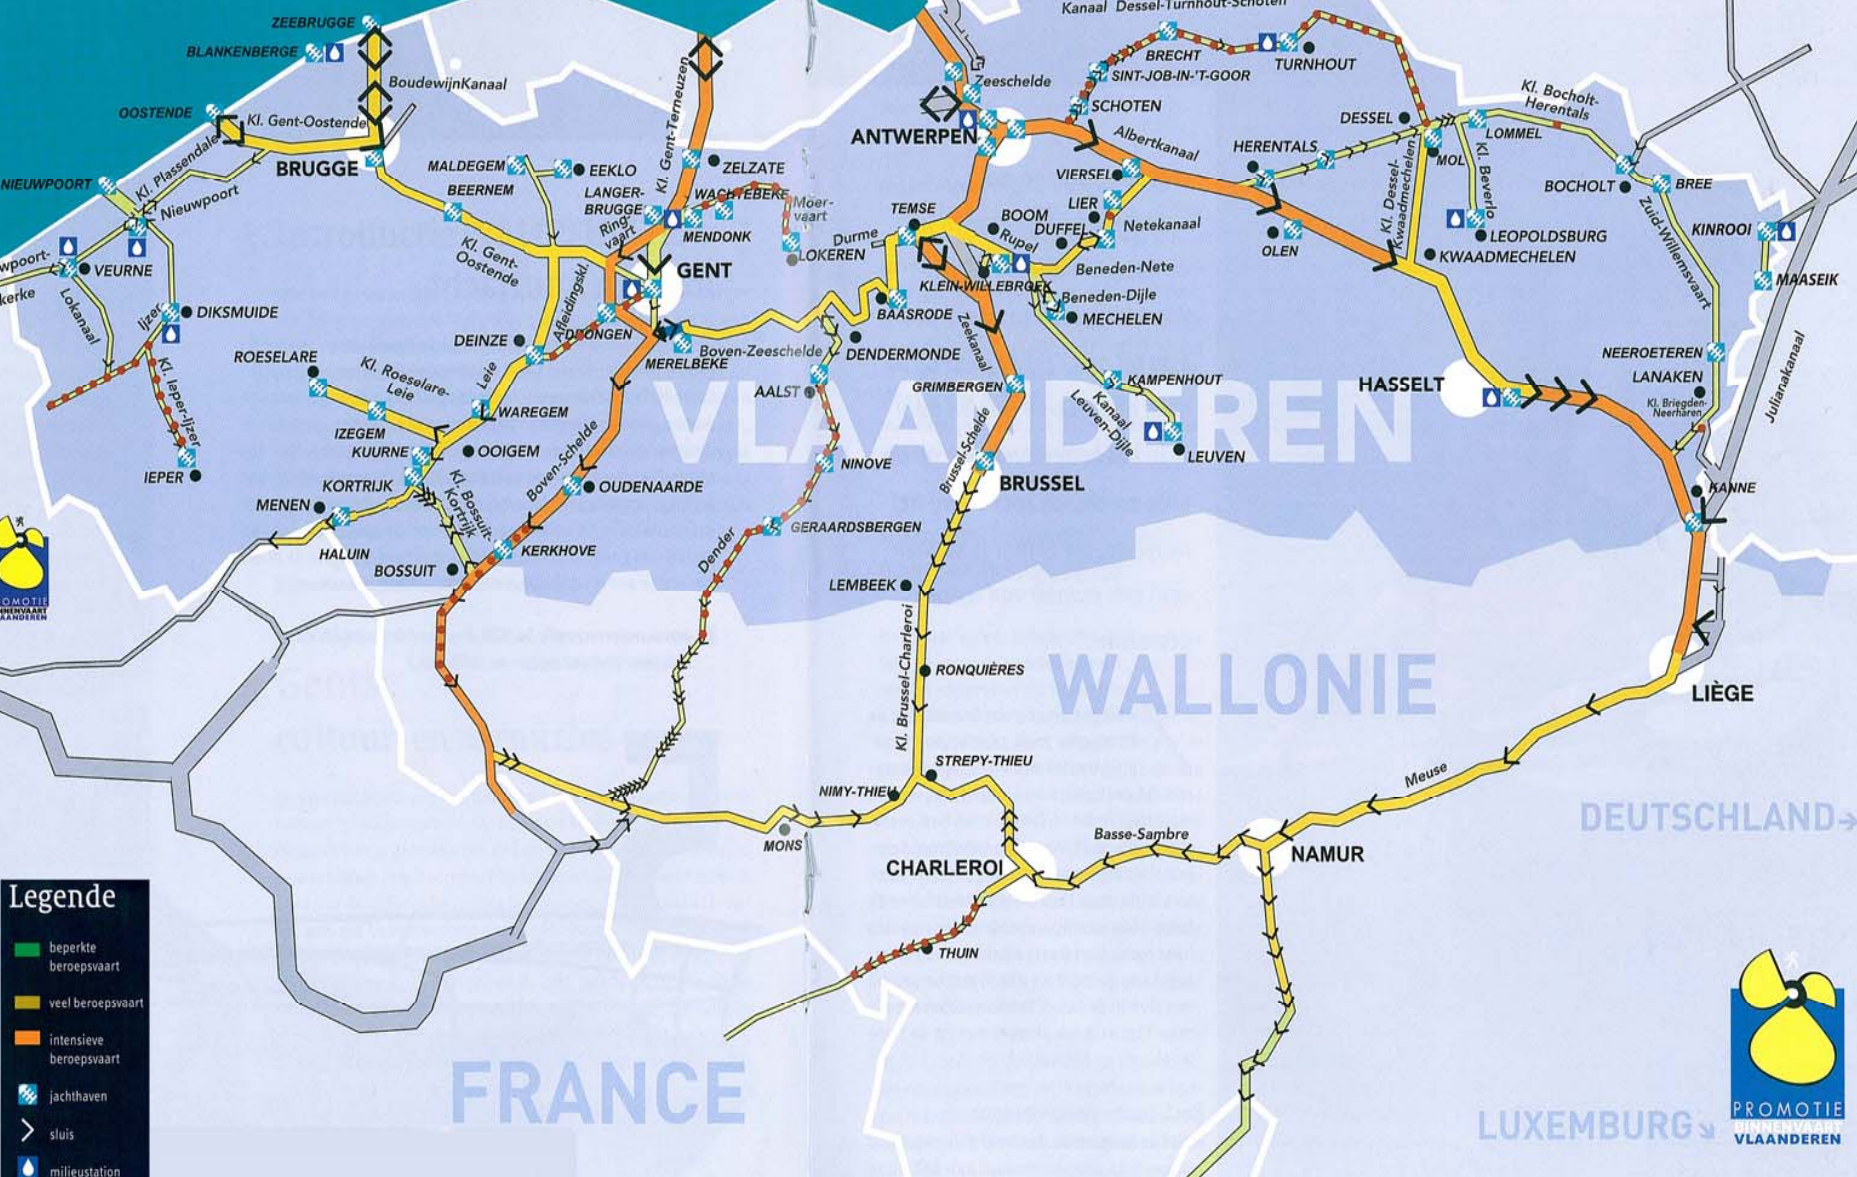 ZEEBRUGGE
BLANKENBERGE
BoudewijnKanaal
OOSTENDE
Kl. Gent-Oostende
Kl. Plassendale
BRUGGE
NIEUWPOORT
Nieuwpoort
MALDEGEM
EEKLO
BEERNEM
LANGER-
BRUGGE
Ring-
vaart
Kl. Gent-Terneuzen
ZELZATE
WACHTEBEKE
Moer-
vaart
MENDONK
LOKEREN
Durme
Kl. Gent-
Oostende
GENT
Afleidingskl.
DRONGEN
MERELBEKE
Boven-Zeeschelde
VEURNE
Lokanaal
Ijzer
DIKSMUIDE
Kl. Ieper-Ijzer
IEPER
ROESELARE
Kl. Roeselare-
Leie
DEINZE
Leie
WAREGEM
IZEGEM
KUURNE
OOIGEM
KORTRIJK
Kl. Bossuit-
Kortrijk
MENEN
HALUIN
BOSSUIT
Boven-Schelde
OUDENAARDE
KERKHOVE
Kanaal Dessel-Turnhout-Schoten
BRECHT
TURNHOUT
SINT-JOB-IN-'T-GOOR
SCHOTEN
Zeeschelde
ANTWERPEN
Albertkanaal
VIERSEL
HERENTALS
DESSEL
MOL
LOMMEL
Kl. Bocholt-
Herentals
Kl. Beverlo
Kl. Dessel-
Kwaadmechelen
BOCHOLT
BREE
Zuid-Willemsvaart
KINROOI
MAASEIK
LEOPOLDSBURG
KWAADMECHELEN
OLEN
TEMSE
BOOM
Rupel
DUFFEL
LIER
Netekanaal
Beneden-Nete
KLEIN-WILLEBROEK
Beneden-Dijle
MECHELEN
BAASRODE
DENDERMONDE
Zeekanaal
AALST
GRIMBERGEN
KAMPENHOUT
Kanaal
Leuven-Dijle
LEUVEN
HASSELT
NEEROETEREN
LANAKEN
Kl. Briegden-
Neerharen
Julianakanaal
KANNE
VLAANDEREN
NINOVE
Brussel-Schelde
BRUSSEL
GERAARDSBERGEN
Dender
LEMBEEK
Kl. Brussel-Charleroi
RONQUIÈRES
WALLONIE
LIÈGE
STREPY-THIEU
NIMY-THIEU
MONS
Meuse
DEUTSCHLAND
Basse-Sambre
CHARLEROI
NAMUR
THUIN
FRANCE
LUXEMBURG
Legende
beperkte
beroepsvaart
veel beroepsvaart
intensieve
beroepsvaart
jachthaven
sluis
milieustation
PROMOTIE
BINNENVAART
VLAANDEREN